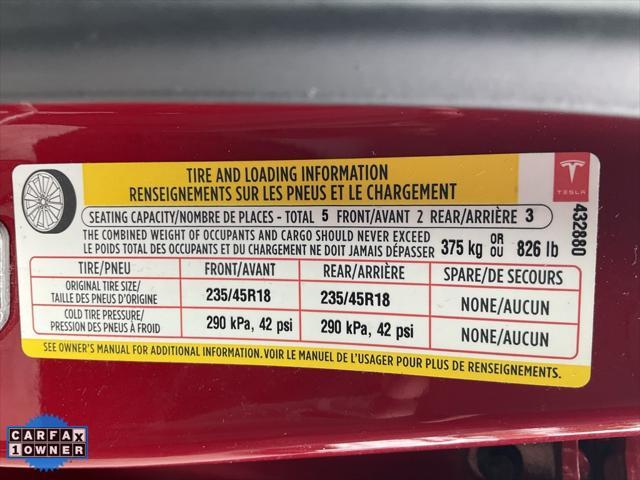 TIRE AND LOADING INFORMATION
RENSEIGNEMENTS SUR LES PNEUS ET LE CHARGEMENT
TESLA
SEATING CAPACITY/NOMBRE DE PLACES - TOTAL 5 FRONT/AVANT 2 REAR/ARRIÈRE 3
THE COMBINED WEIGHT OF OCCUPANTS AND CARGO SHOULD NEVER EXCEED
LE POIDS TOTAL DES OCCUPANTS ET DU CHARGEMENT NE DOIT JAMAIS DÉPASSER
375 kg OR OU 826 lb
432880
TIRE/PNEU FRONT/AVANT REAR/ARRIÈRE SPARE/DE SECOURS
ORIGINAL TIRE SIZE/
TAILLE DES PNEUS D'ORIGINE
235/45R18 235/45R18 NONE/AUCUN
COLD TIRE PRESSURE/
PRESSION DES PNEUS À FROID
290 kPa, 42 psi 290 kPa, 42 psi NONE/AUCUN
SEE OWNER'S MANUAL FOR ADDITIONAL INFORMATION. VOIR LE MANUEL DE L'USAGER POUR PLUS DE RENSEIGNEMENTS.
CARFAX
1 OWNER